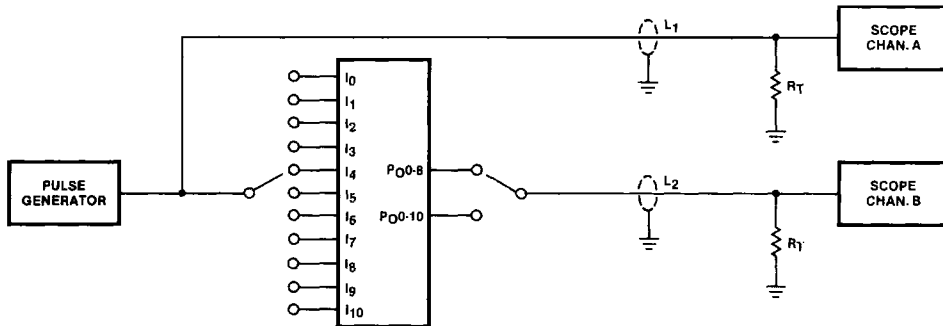 L1
SCOPE
CHAN. A
RT
PULSE
GENERATOR
I0
I1
I2
I3
I4
I5
I6
I7
I8
I9
I10
PO0-8
PO0-10
L2
SCOPE
CHAN. B
RT